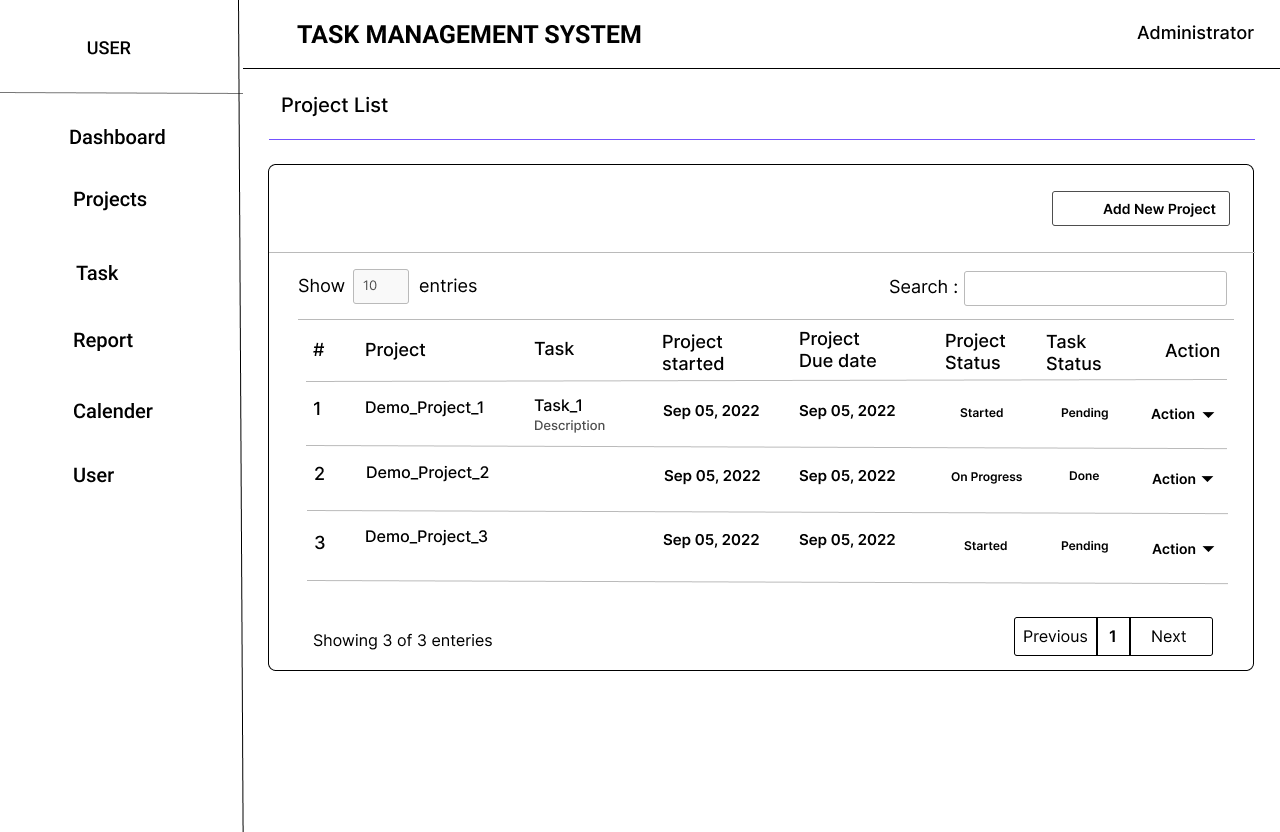 USER
TASK MANAGEMENT SYSTEM
Administrator
Dashboard
Projects
Task
Report
Calender
User
Project List
Add New Project
Show 10 entries
Search :
# Project Task Project started Project Due date Project Status Task Status Action
1 Demo_Project_1 Task_1 Sep 05, 2022 Sep 05, 2022 Started Pending Action
Description
2 Demo_Project_2 Sep 05, 2022 Sep 05, 2022 On Progress Done Action
3 Demo_Project_3 Sep 05, 2022 Sep 05, 2022 Started Pending Action
Showing 3 of 3 enteries
Previous 1 Next